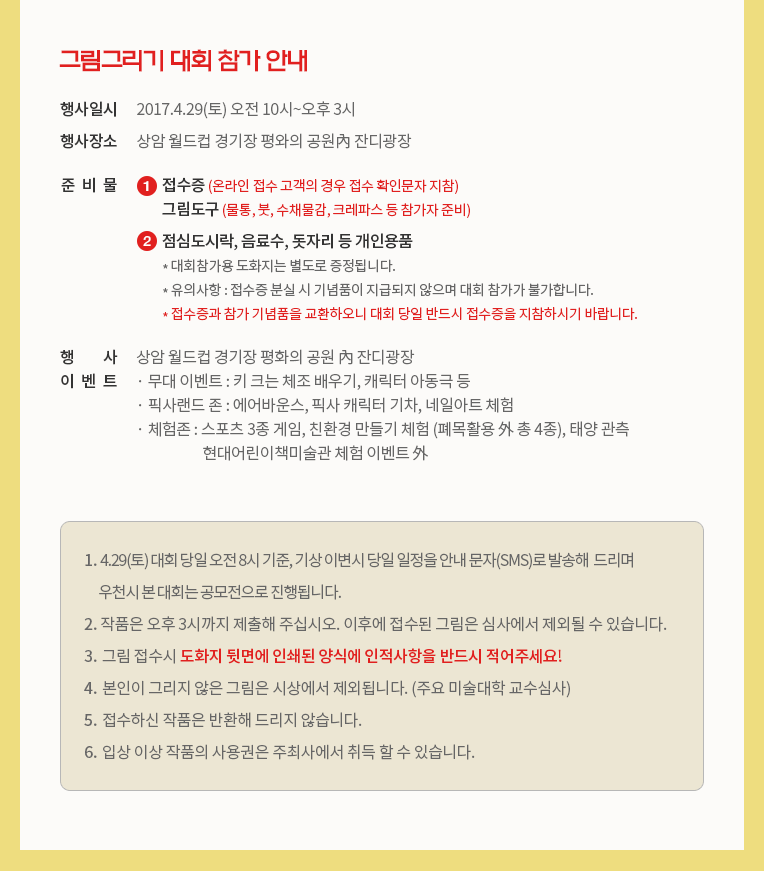 그림그리기 대회 참가 안내
행사일시 2017.4.29(토) 오전 10시~오후 3시
행사장소 상암 월드컵 경기장 평와의 공원內 잔디광장
준 비 물 1 접수증 (온라인 접수 고객의 경우 접수 확인문자 지참)
그림도구 (물통, 붓, 수채물감, 크레파스 등 참가자 준비)
2 점심도시락, 음료수, 돗자리 등 개인용품
* 대회참가용 도화지는 별도로 증정됩니다.
* 유의사항 : 접수증 분실 시 기념품이 지급되지 않으며 대회 참가가 불가합니다.
* 접수증과 참가 기념품을 교환하오니 대회 당일 반드시 접수증을 지참하시기 바랍니다.
행 사 상암 월드컵 경기장 평화의 공원 內 잔디광장
이 벤 트 · 무대 이벤트 : 키 크는 체조 배우기, 캐릭터 아동극 등
· 픽사랜드 존 : 에어바운스, 픽사 캐릭터 기차, 네일아트 체험
· 체험존 : 스포츠 3종 게임, 친환경 만들기 체험 (폐목활용 外 총 4종), 태양 관측
현대어린이책미술관 체험 이벤트 外
1. 4.29(토) 대회 당일 오전 8시 기준, 기상 이변시 당일 일정을 안내 문자(SMS)로 발송해 드리며
우천시 본 대회는 공모전으로 진행됩니다.
2. 작품은 오후 3시까지 제출해 주십시오. 이후에 접수된 그림은 심사에서 제외될 수 있습니다.
3. 그림 접수시 도화지 뒷면에 인쇄된 양식에 인적사항을 반드시 적어주세요!
4. 본인이 그리지 않은 그림은 시상에서 제외됩니다. (주요 미술대학 교수심사)
5. 접수하신 작품은 반환해 드리지 않습니다.
6. 입상 이상 작품의 사용권은 주최사에서 취득 할 수 있습니다.